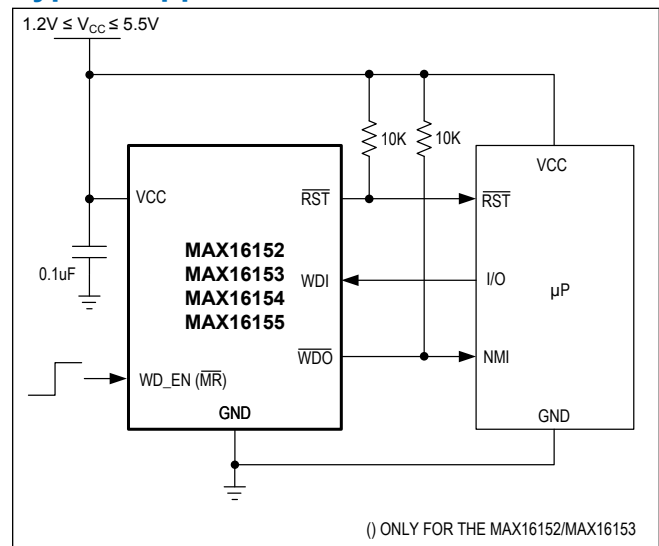 1.2V ≤ VCC ≤ 5.5V
10K
10K
VCC
VCC
RST
RST
0.1uF
MAX16152
MAX16153
MAX16154
MAX16155
WDI
I/O
µP
WDO
NMI
WD_EN (MR)
GND
GND
() ONLY FOR THE MAX16152/MAX16153